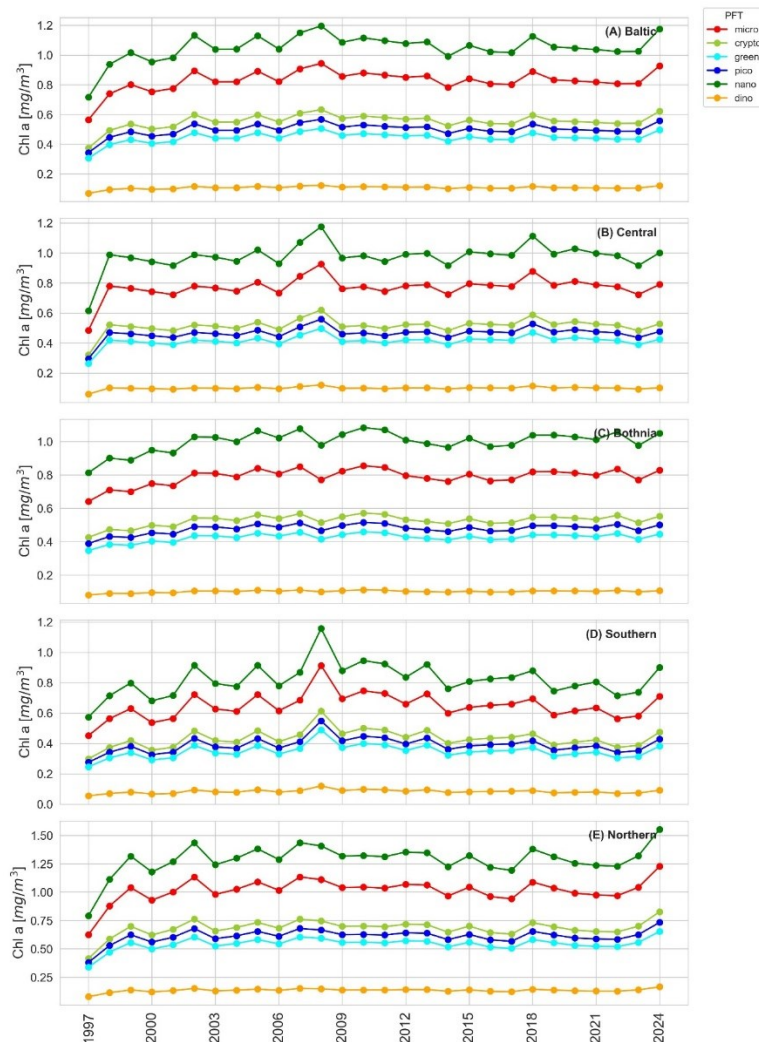 PFT
micro
crypto
green
pico
nano
dino
(A) Baltic
1.2
1.0
0.8
0.6
0.4
0.2
Chl a [mg/m³]
(B) Central
1.2
1.0
0.8
0.6
0.4
0.2
Chl a [mg/m³]
(C) Bothnia
1.0
0.8
0.6
0.4
0.2
Chl a [mg/m³]
(D) Southern
1.2
1.0
0.8
0.6
0.4
0.2
0.0
Chl a [mg/m³]
(E) Northern
1.50
1.25
1.00
0.75
0.50
0.25
Chl a [mg/m³]
1997
2000
2003
2006
2009
2012
2015
2018
2021
2024